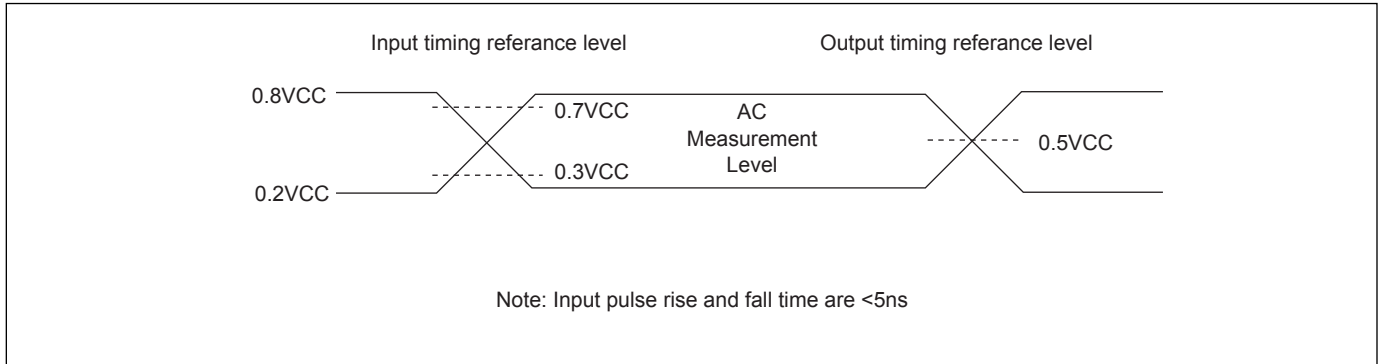 Input timing referance level
Output timing referance level
0.8VCC
0.7VCC
AC
Measurement
Level
0.5VCC
0.3VCC
0.2VCC
Note: Input pulse rise and fall time are <5ns